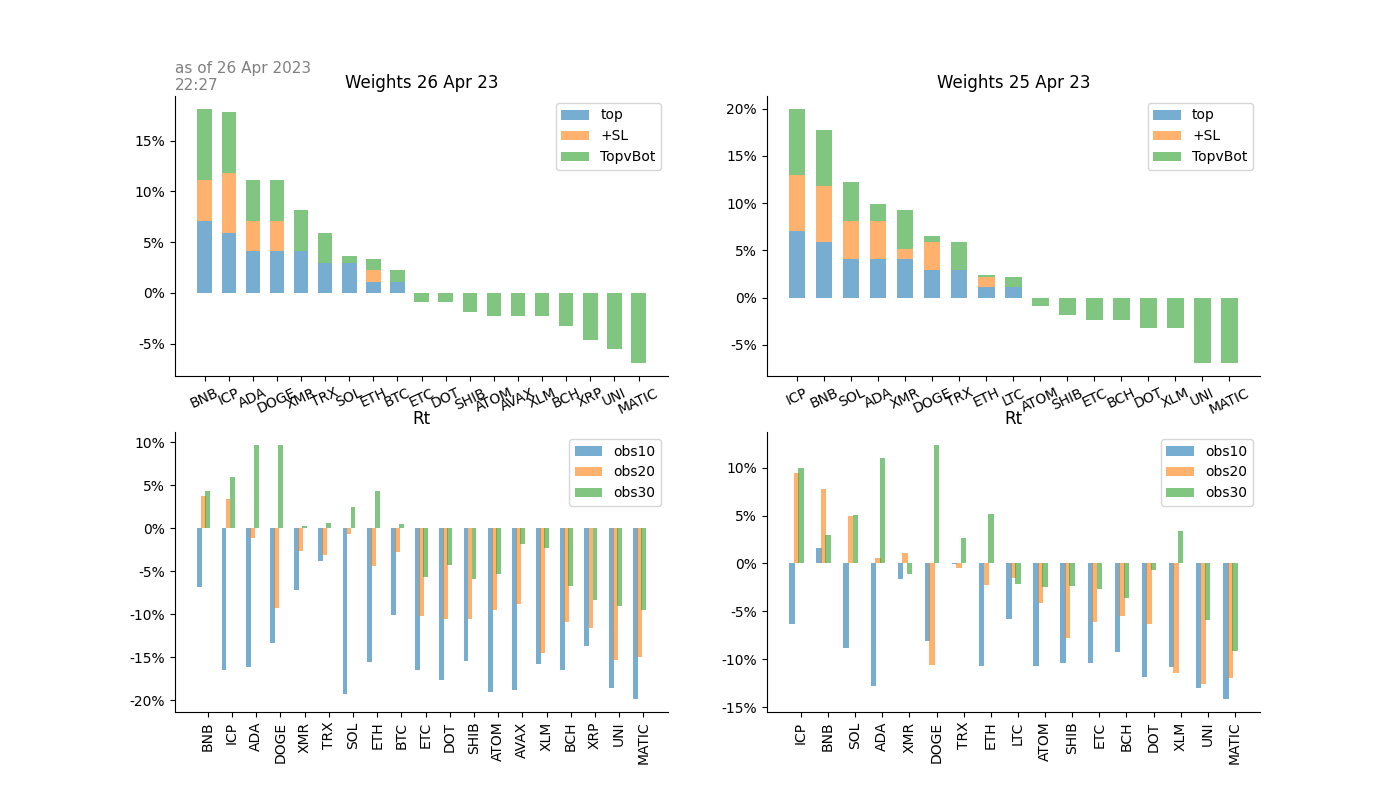 as of 26 Apr 2023
22:27
Weights 26 Apr 23
15%
10%
5%
0%
-5%
top
+SL
TopvBot
BNB ICP ADA DOGE XMR TRX SOL ETH BTC ETC DOT SHIB ATOM AVAX XLM BCH XRP UNI MATIC
Weights 25 Apr 23
20%
15%
10%
5%
0%
-5%
top
+SL
TopvBot
ICP BNB SOL ADA XMR DOGE TRX ETH LTC ATOM SHIB ETC BCH DOT XLM UNI MATIC
Rt
10%
5%
0%
-5%
-10%
-15%
-20%
obs10
obs20
obs30
BNB ICP ADA DOGE XMR TRX SOL ETH BTC ETC DOT SHIB ATOM AVAX XLM BCH XRP UNI MATIC
Rt
10%
5%
0%
-5%
-10%
-15%
obs10
obs20
obs30
ICP BNB SOL ADA XMR DOGE TRX ETH LTC ATOM SHIB ETC BCH DOT XLM UNI MATIC